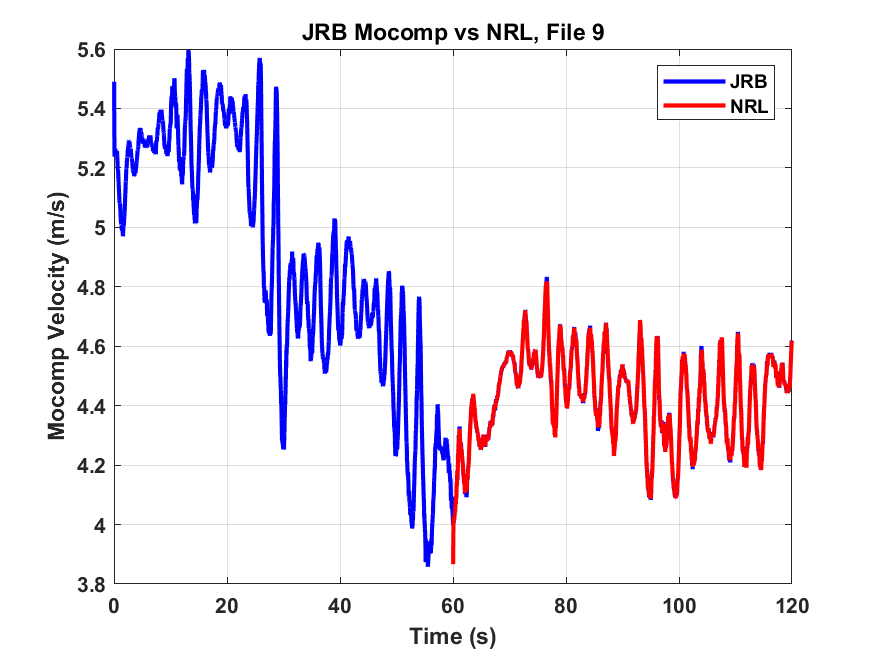 JRB Mocomp vs NRL, File 9
JRB
NRL
5.6
5.4
5.2
5
4.8
4.6
4.4
4.2
4
3.8
Mocomp Velocity (m/s)
0 20 40 60 80 100 120
Time (s)